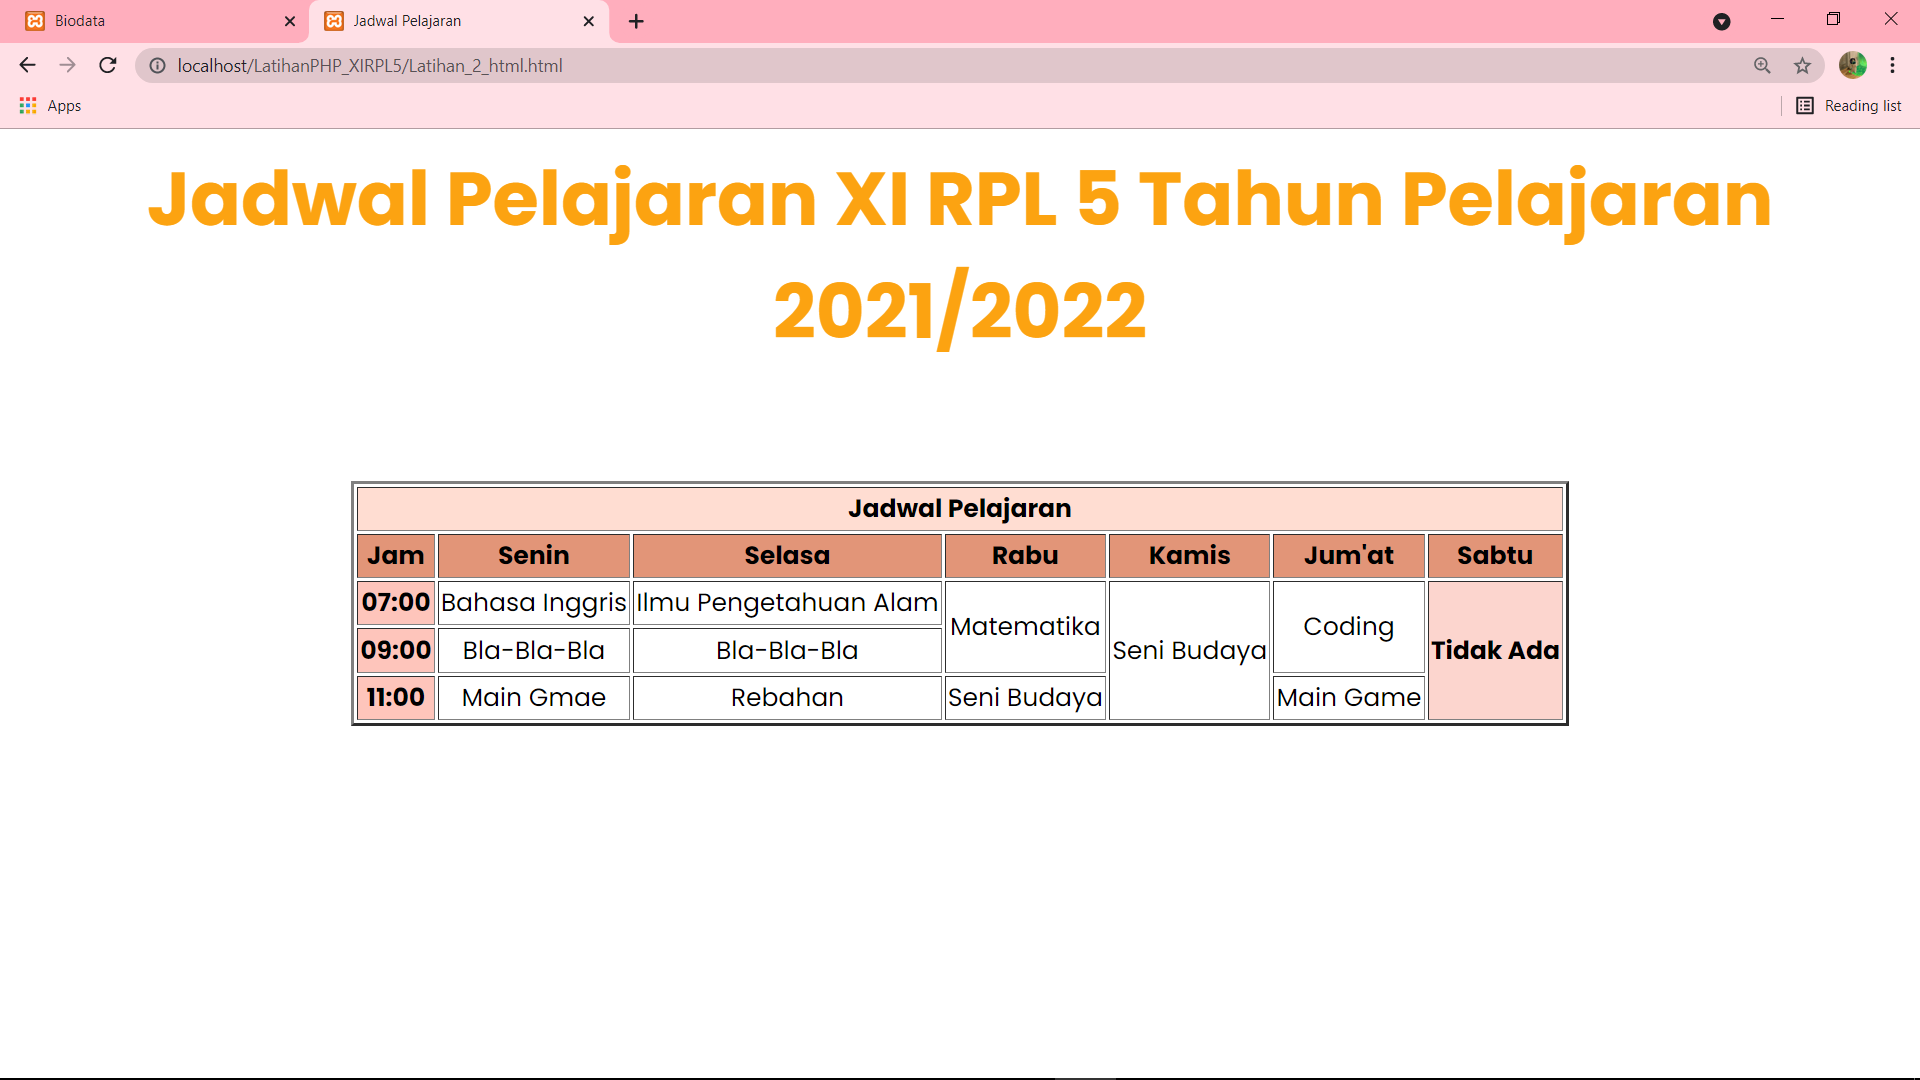 Biodata
Jadwal Pelajaran
localhost/LatihanPHP_XIRPL5/Latihan_2_html.html
Apps
Reading list
Jadwal Pelajaran XI RPL 5 Tahun Pelajaran
2021/2022
Jadwal Pelajaran
Jam Senin Selasa Rabu Kamis Jum'at Sabtu
07:00 Bahasa Inggris Ilmu Pengetahuan Alam
Matematika Coding
09:00 Bla-Bla-Bla Bla-Bla-Bla Seni Budaya Tidak Ada
11:00 Main Gmae Rebahan Seni Budaya Main Game